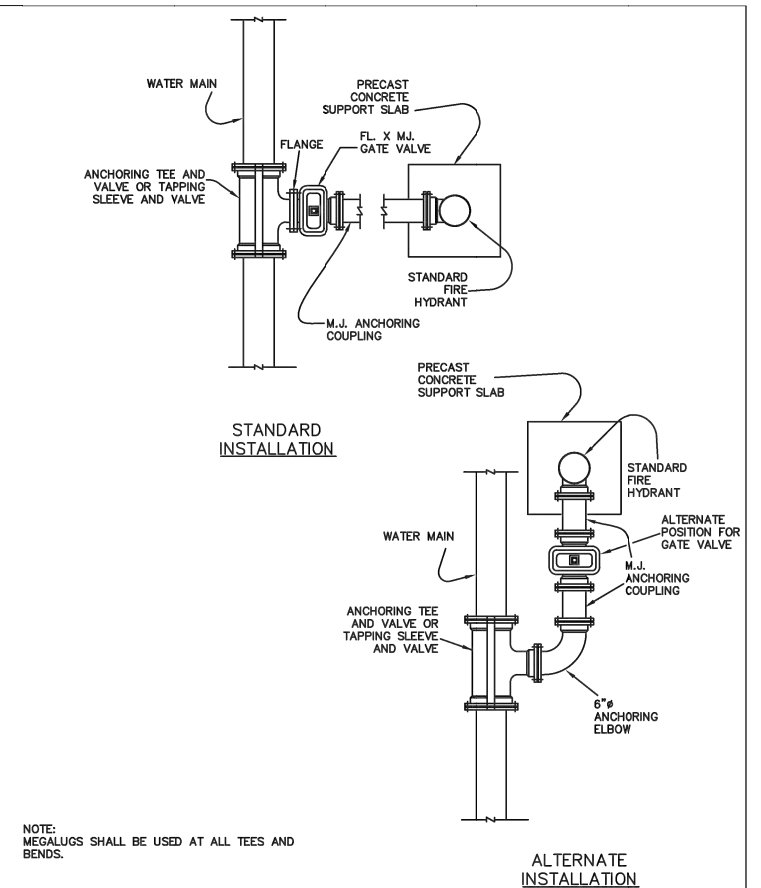 WATER MAIN
PRECAST
CONCRETE
SUPPORT SLAB
FLANGE
FL. X MJ.
GATE VALVE
ANCHORING TEE AND
VALVE OR TAPPING
SLEEVE AND VALVE
STANDARD
FIRE
HYDRANT
M.J. ANCHORING
COUPLING
STANDARD
INSTALLATION
PRECAST
CONCRETE
SUPPORT SLAB
STANDARD
FIRE
HYDRANT
ALTERNATE
POSITION FOR
GATE VALVE
WATER MAIN
M.J.
ANCHORING
COUPLING
ANCHORING TEE
AND VALVE OR
TAPPING SLEEVE
AND VALVE
6"ø
ANCHORING
ELBOW
NOTE:
MEGALUGS SHALL BE USED AT ALL TEES AND
BENDS.
ALTERNATE
INSTALLATION